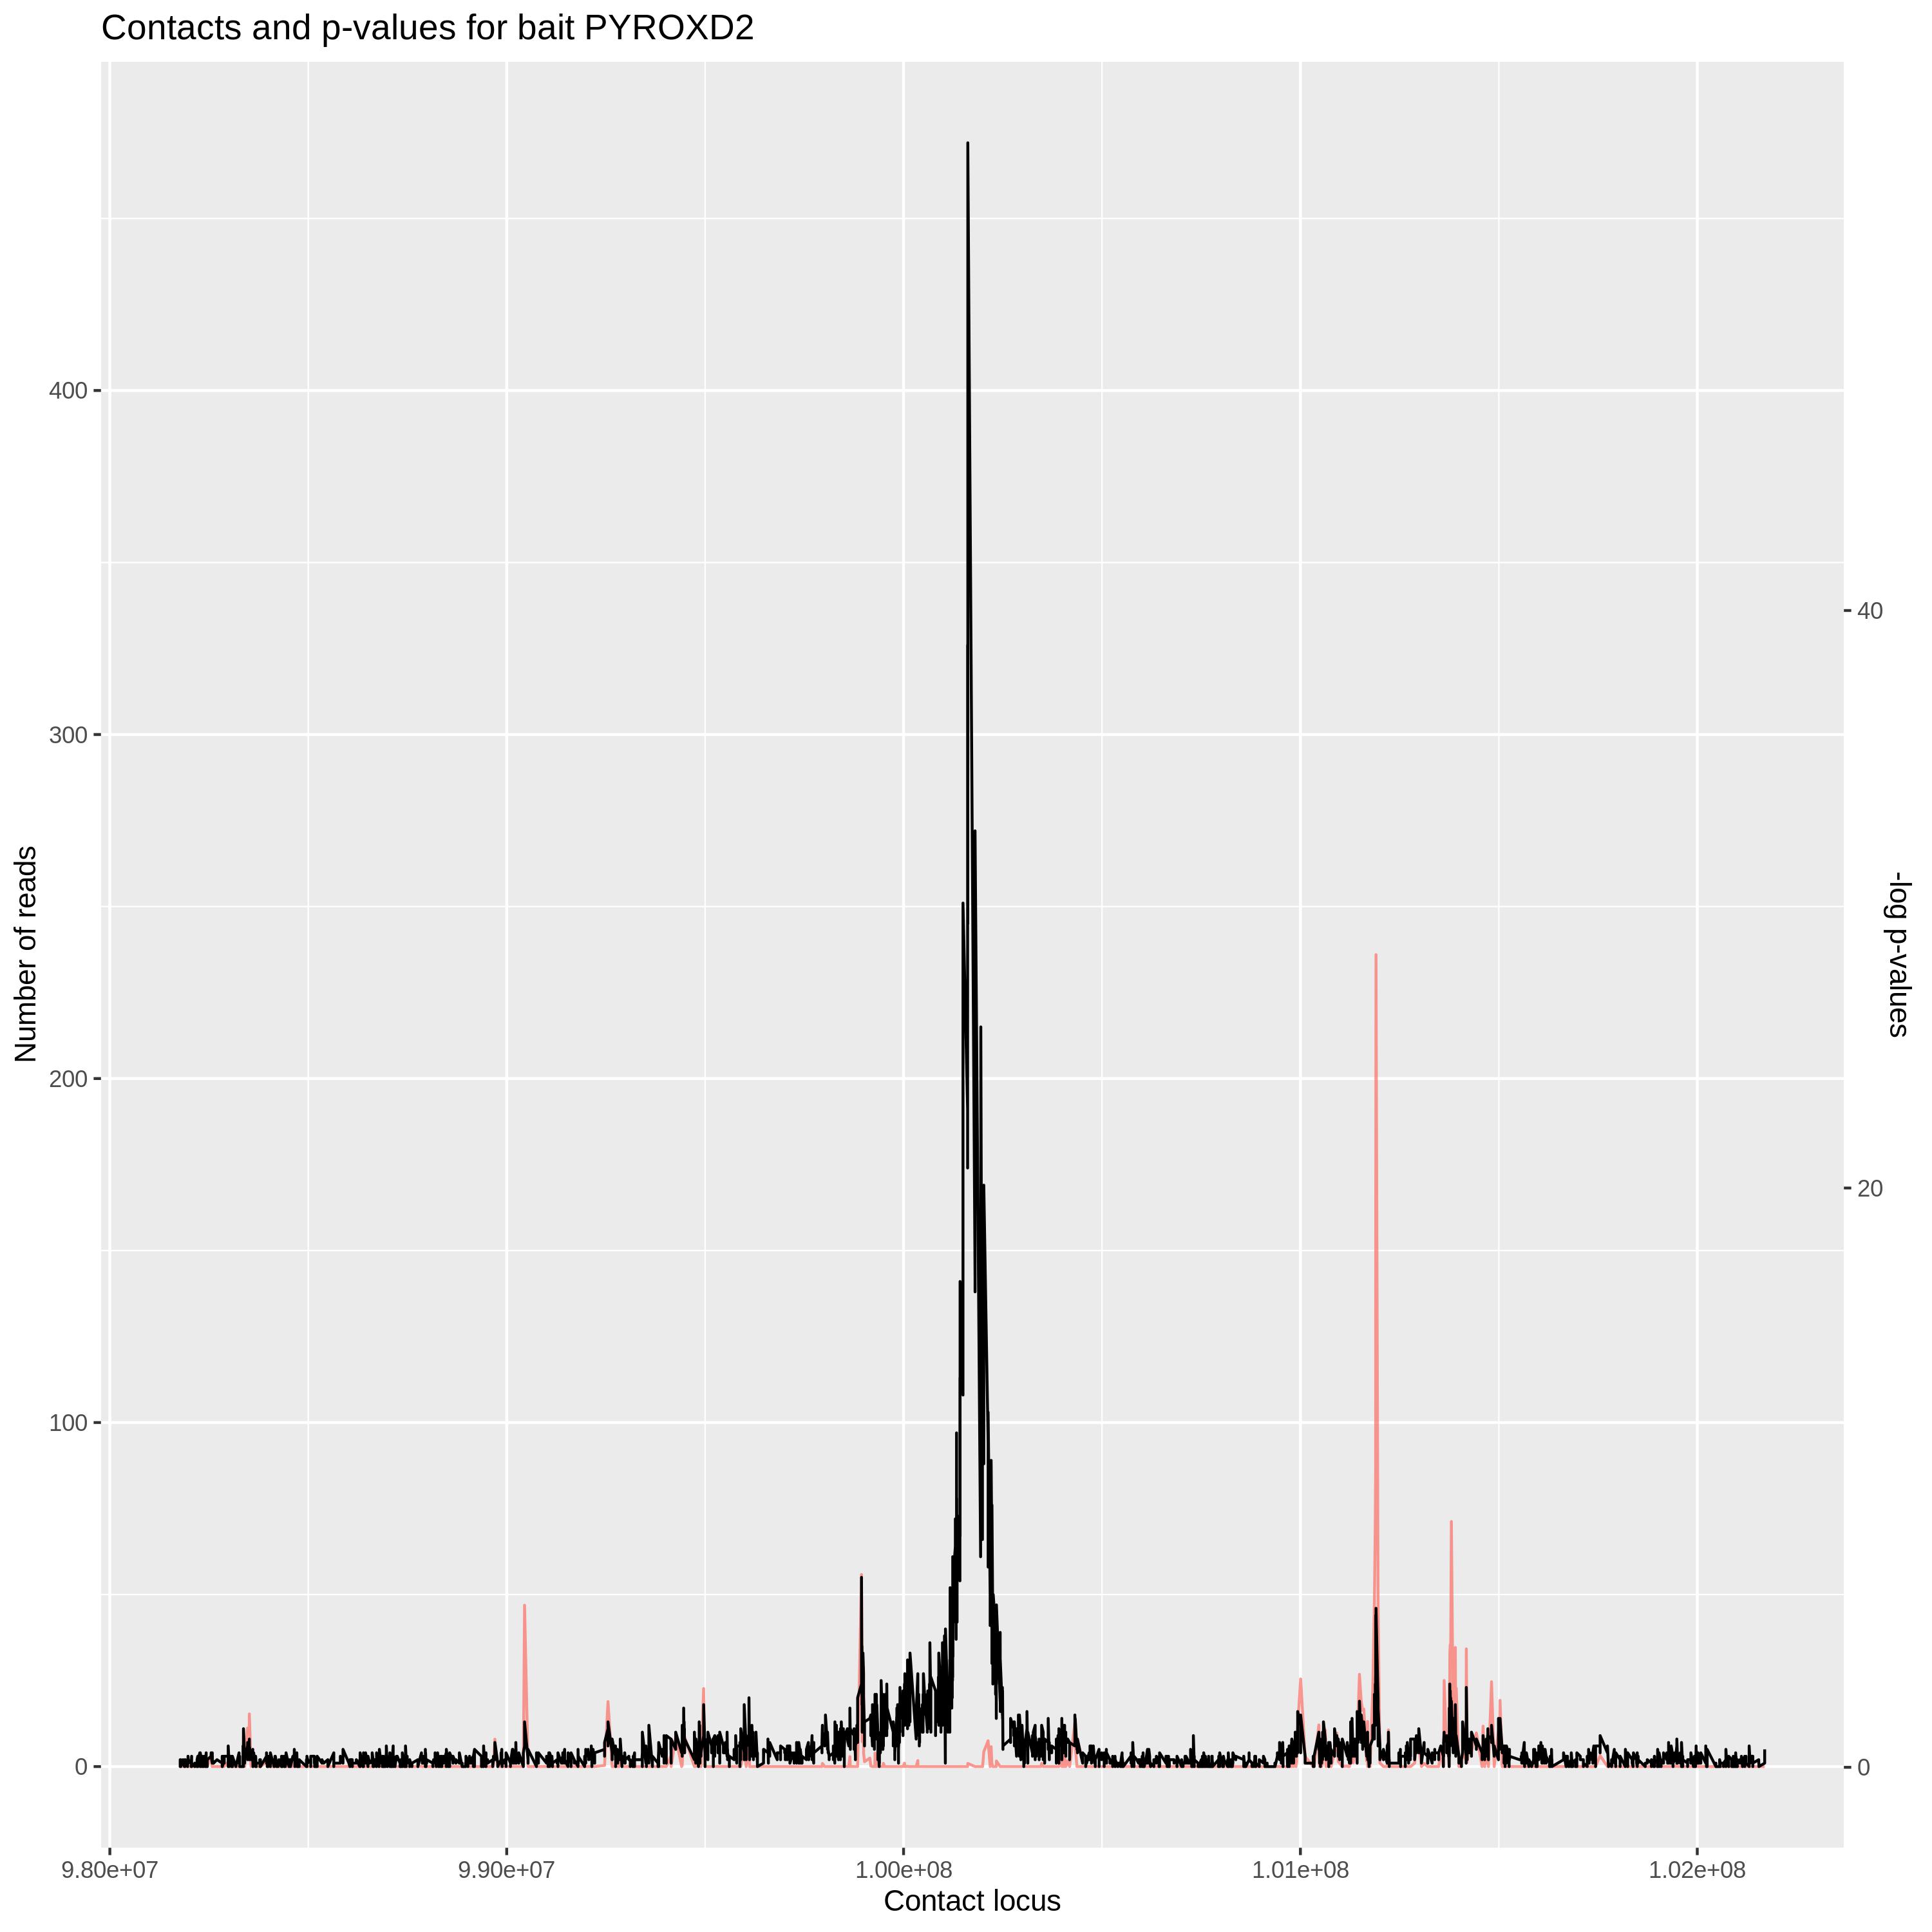 Contacts and p-values for bait PYROXD2
400
300
200
100
0
Number of reads
40
20
0
-log p-values
9.80e+07
9.90e+07
1.00e+08
1.01e+08
1.02e+08
Contact locus